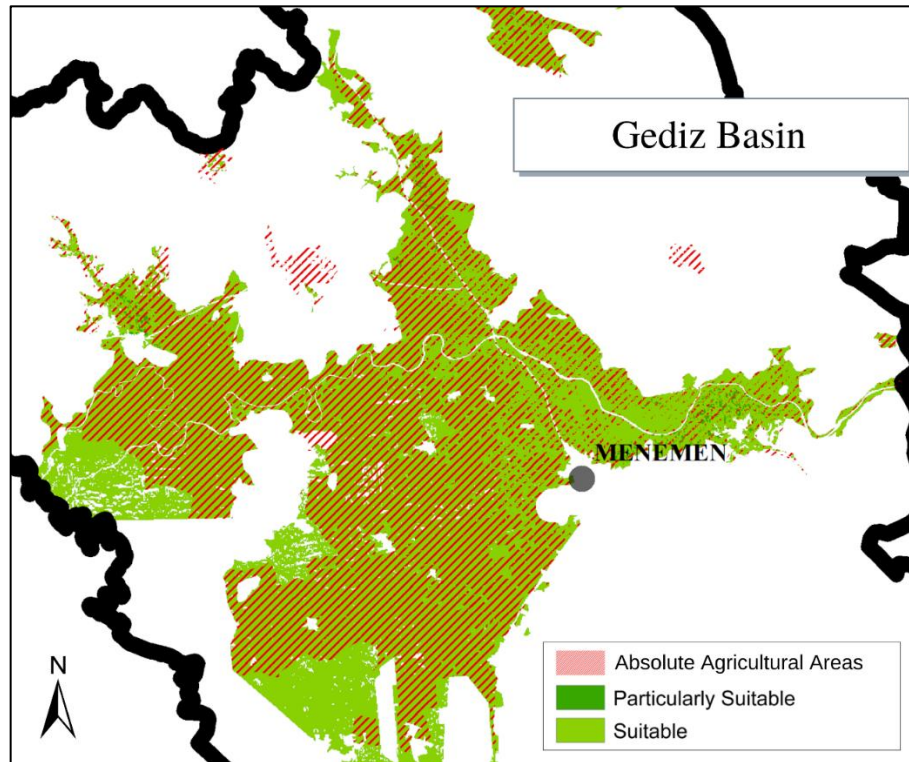 Gediz Basin
MENEMEN
N
Absolute Agricultural Areas
Particularly Suitable
Suitable